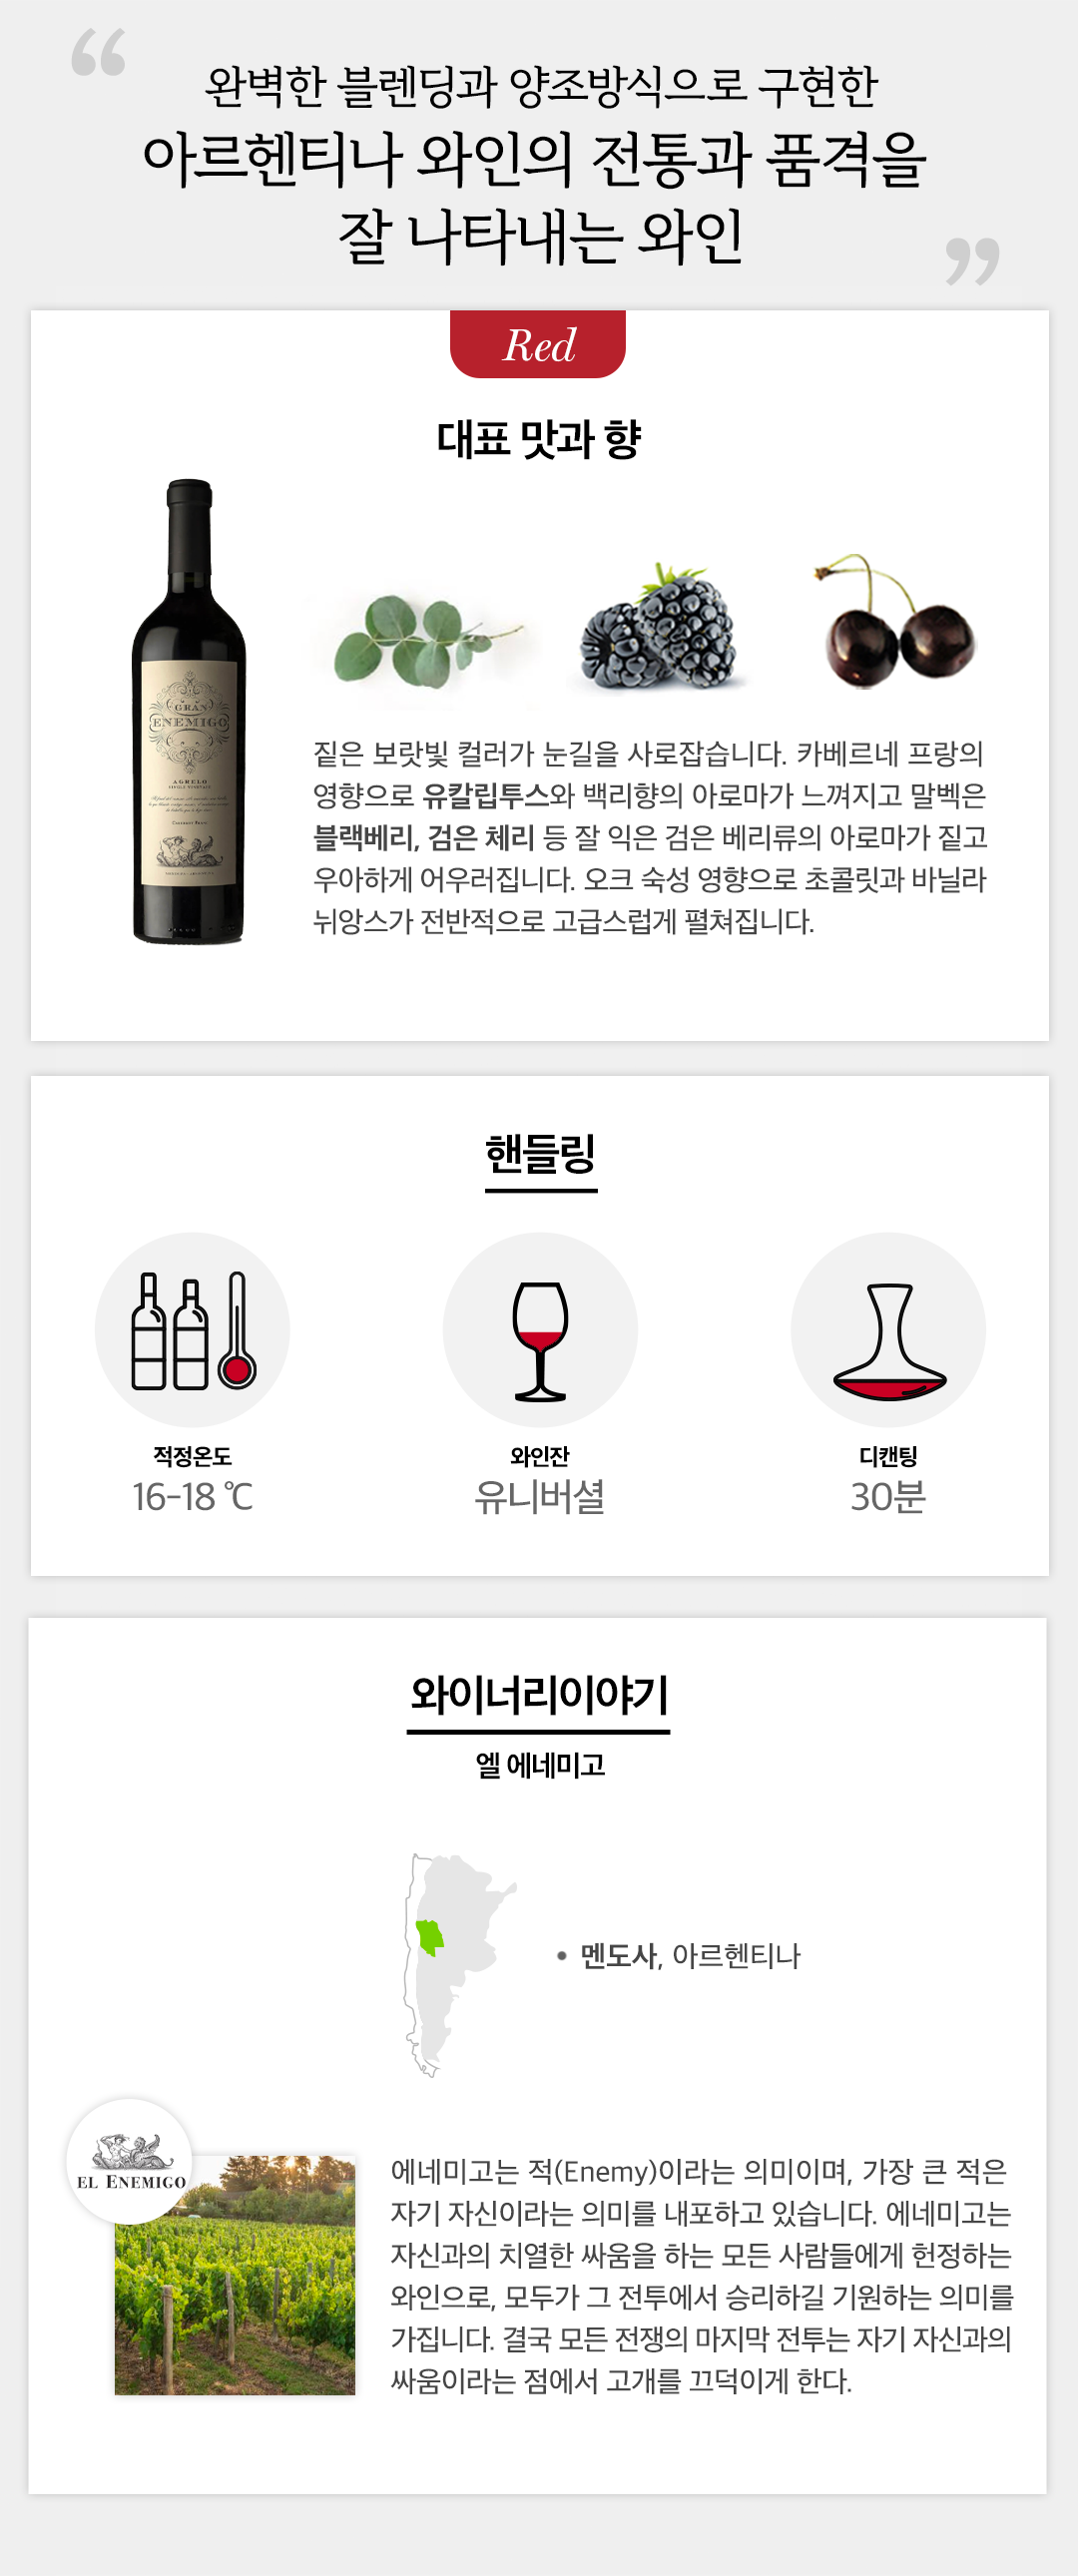 “
완벽한 블렌딩과 양조방식으로 구현한
아르헨티나 와인의 전통과 품격을
잘 나타내는 와인
”
Red
대표 맛과 향
GRAN
ENEMIGO
AGRELO
짙은 보랏빛 컬러가 눈길을 사로잡습니다. 카베르네 프랑의
영향으로 유칼립투스와 백리향의 아로마가 느껴지고 말벡은
블랙베리, 검은 체리 등 잘 익은 검은 베리류의 아로마가 짙고
우아하게 어우러집니다. 오크 숙성 영향으로 초콜릿과 바닐라
뉘앙스가 전반적으로 고급스럽게 펼쳐집니다.
핸들링
적정온도
16-18 ℃
와인잔
유니버셜
디캔팅
30분
와이너리이야기
엘 에네미고
• 멘도사, 아르헨티나
EL ENEMIGO
에네미고는 적(Enemy)이라는 의미이며, 가장 큰 적은
자기 자신이라는 의미를 내포하고 있습니다. 에네미고는
자신과의 치열한 싸움을 하는 모든 사람들에게 헌정하는
와인으로, 모두가 그 전투에서 승리하길 기원하는 의미를
가집니다. 결국 모든 전쟁의 마지막 전투는 자기 자신과의
싸움이라는 점에서 고개를 끄덕이게 한다.